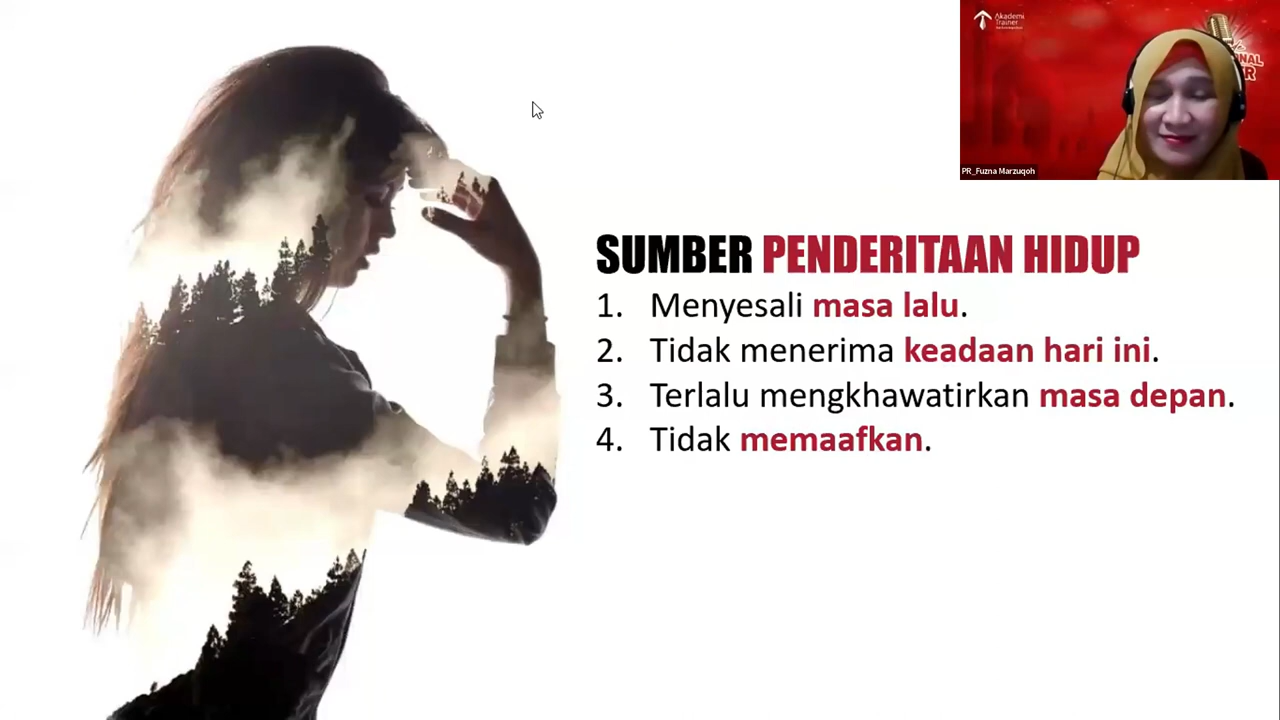 Akademi
Trainer
NAL
R
PR_Fuzna Marzuqoh
SUMBER PENDERITAAN HIDUP
1. Menyesali masa lalu.
2. Tidak menerima keadaan hari ini.
3. Terlalu mengkhawatirkan masa depan.
4. Tidak memaafkan.